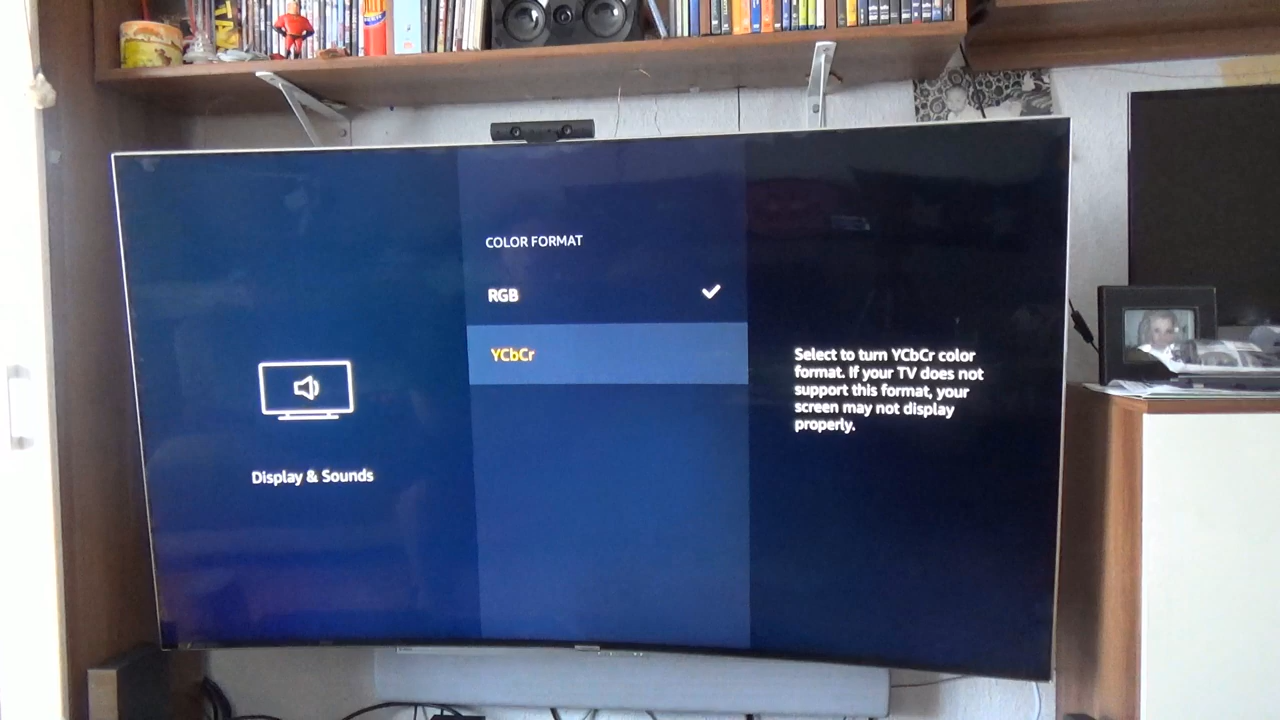 COLOR FORMAT
RGB
YCbCr
Display & Sounds
Select to turn YCbCr color
format. If your TV does not
support this format, your
screen may not display
properly.